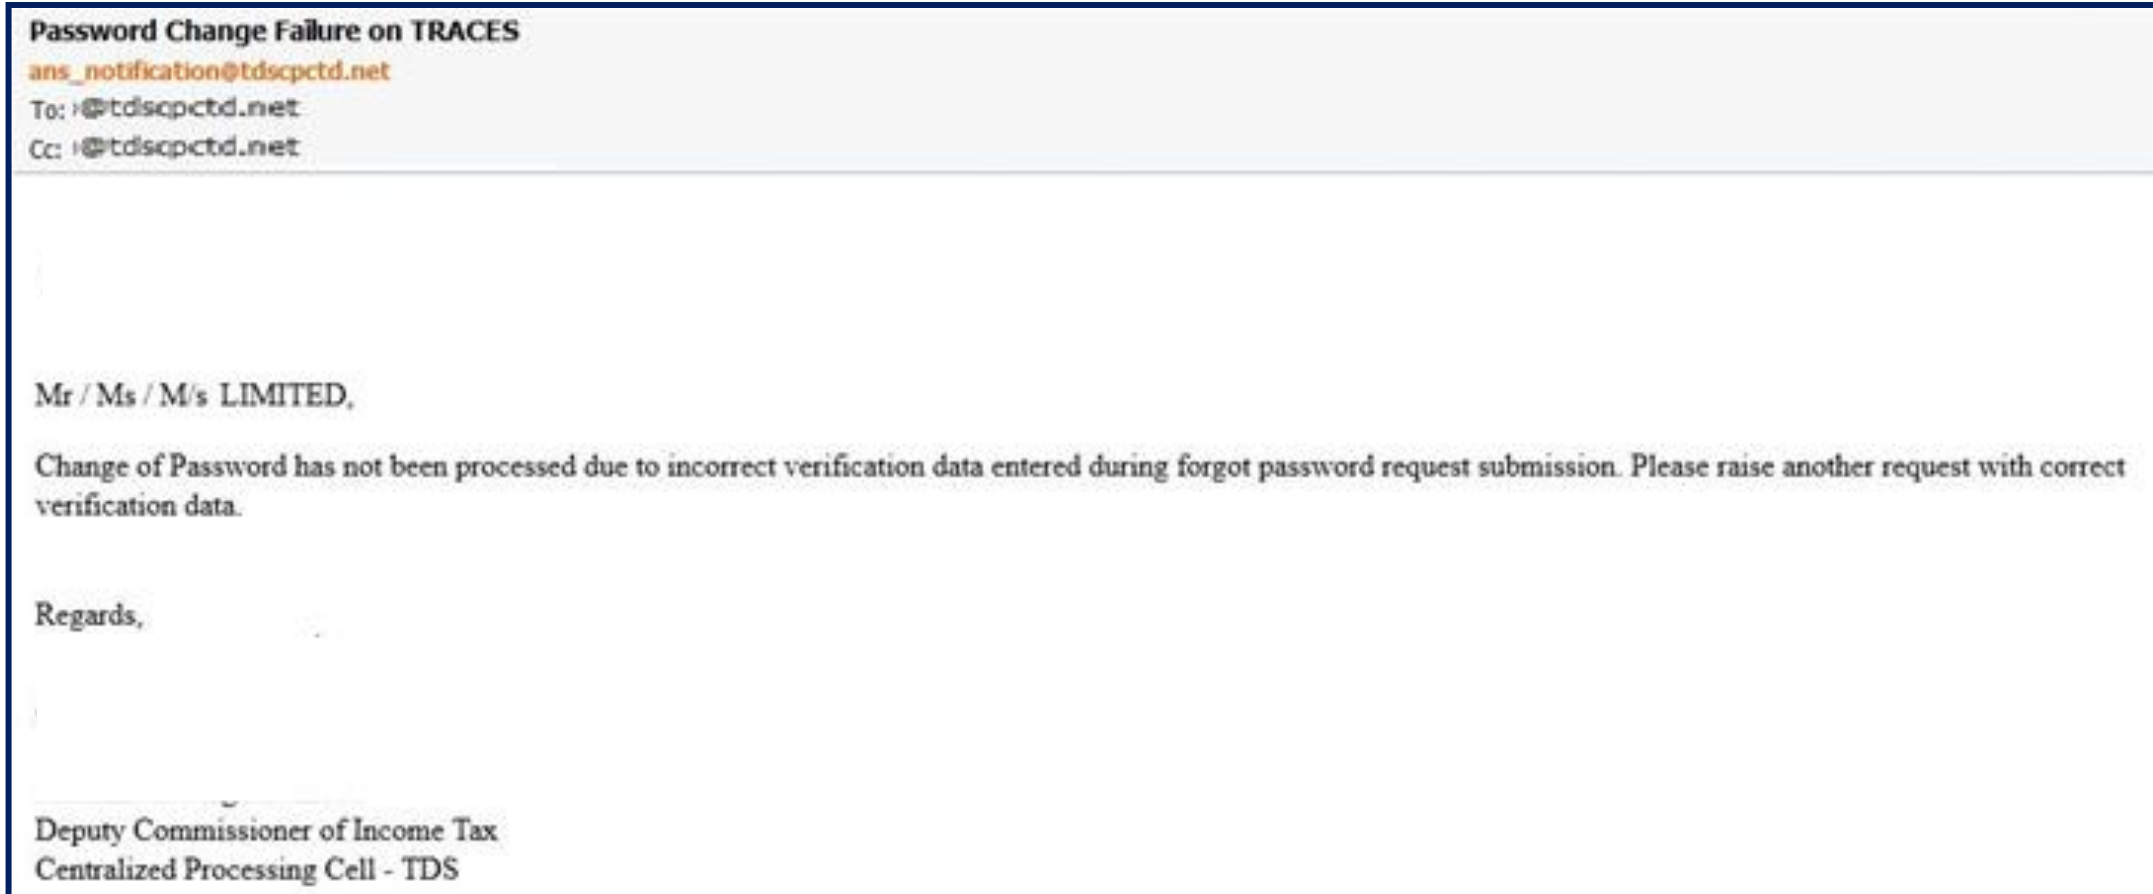 Password Change Failure on TRACES
ans_notification@tdscpctd.net
To: @tdscpctd.net
Cc: @tdscpctd.net
Mr / Ms / M/s LIMITED,
Change of Password has not been processed due to incorrect verification data entered during forgot password request submission. Please raise another request with correct
verification data.
Regards,
Deputy Commissioner of Income Tax
Centralized Processing Cell - TDS